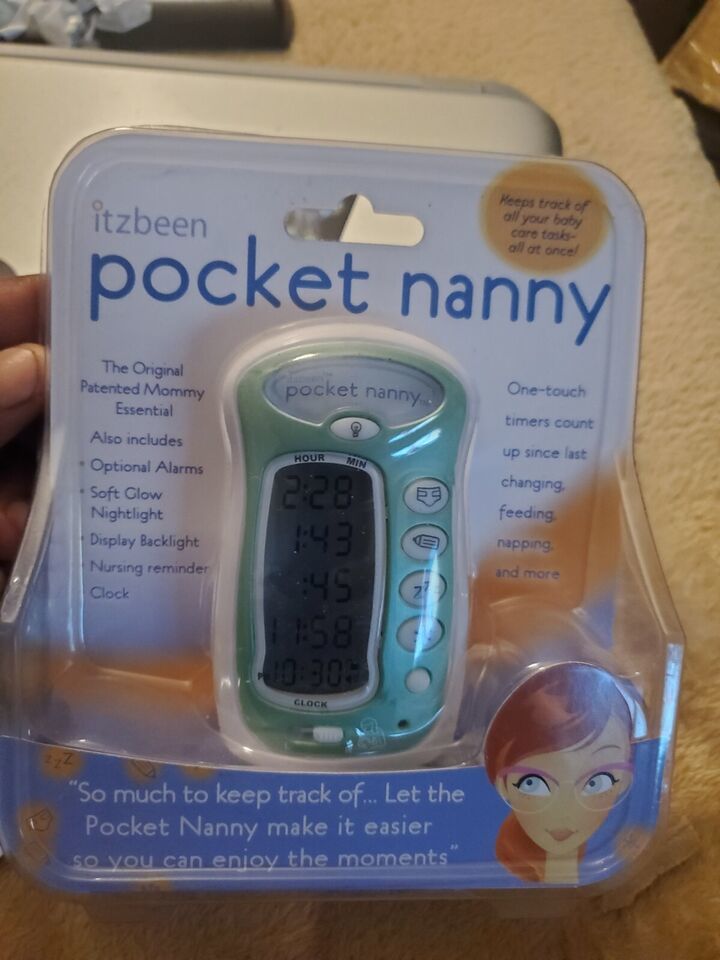 itzbeen
pocket nanny
Keeps track of
all your baby
care tasks-
all at once!
The Original
Patented Mommy
Essential
Also includes
· Optional Alarms
· Soft Glow
Nightlight
· Display Backlight
· Nursing reminder
· Clock
pocket nanny
HOUR MIN
2:28
1:43
:45
11:58
10:30
CLOCK
zzz
One-touch
timers count
up since last
changing,
feeding,
napping,
and more
zzz
"So much to keep track of... Let the
Pocket Nanny make it easier
so you can enjoy the moments"